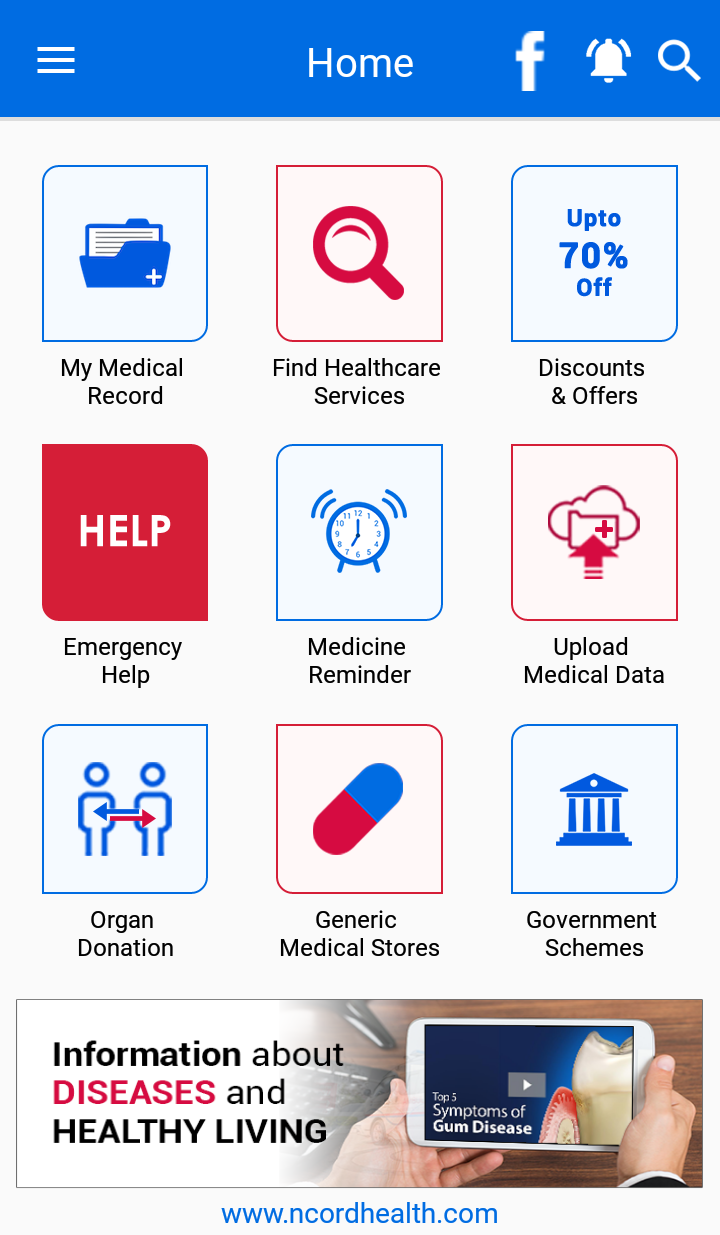 Home
Upto
70%
Off
My Medical
Record
Find Healthcare
Services
Discounts
& Offers
HELP
12
1
2
3
4
5
6
7
8
9
10
11
Emergency
Help
Medicine
Reminder
Upload
Medical Data
Organ
Donation
Generic
Medical Stores
Government
Schemes
Information about
DISEASES and
HEALTHY LIVING
Top 5
Symptoms of
Gum Disease
www.ncordhealth.com